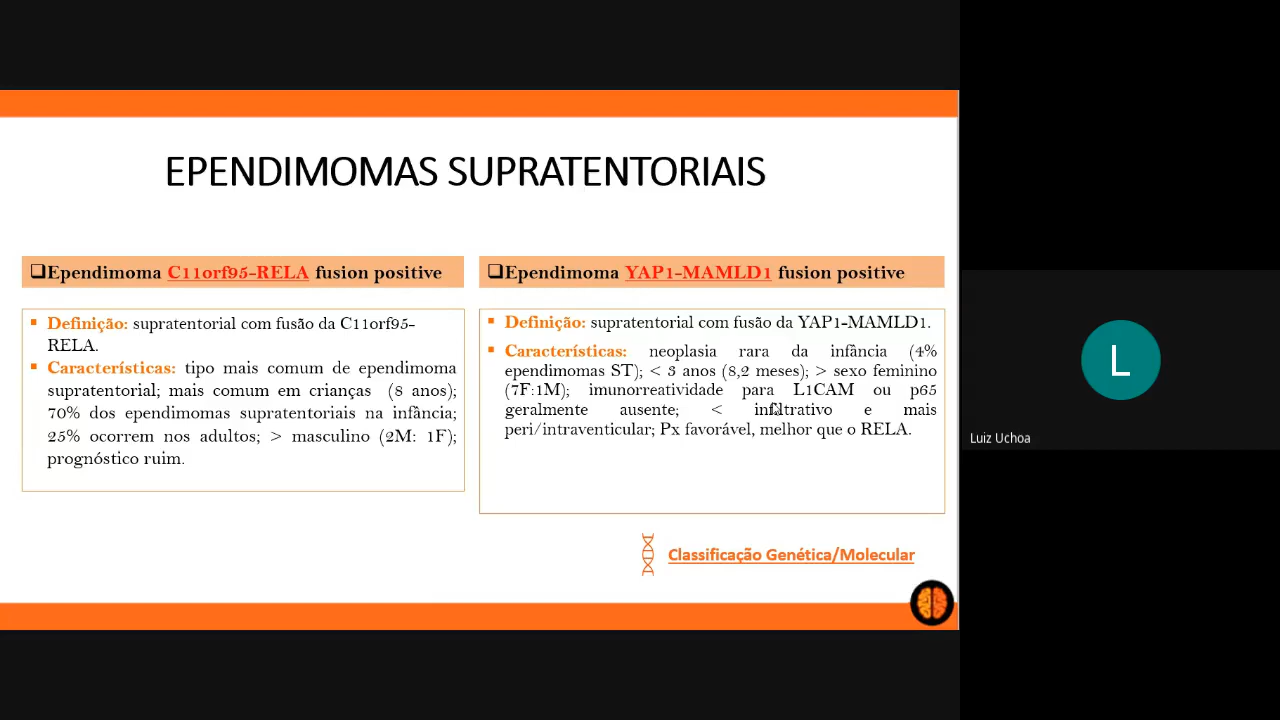 EPENDIMOMAS SUPRATENTORIAIS
Ependimoma C11orf95-RELA fusion positive
Definição: supratentorial com fusão da C11orf95-
RELA.
Características: tipo mais comum de ependimoma
supratentorial; mais comum em crianças (8 anos);
70% dos ependimomas supratentoriais na infância;
25% ocorrem nos adultos; > masculino (2M: 1F);
prognóstico ruim.
Ependimoma YAP1-MAMLD1 fusion positive
Definição: supratentorial com fusão da YAP1-MAMLD1.
Características: neoplasia rara da infância (4%
ependimomas ST); < 3 anos (8,2 meses); > sexo feminino
(7F:1M); imunorreatividade para L1CAM ou p65
geralmente ausente; < infiltrativo e mais
peri/intraventicular; Px favorável, melhor que o RELA.
Classificação Genética/Molecular
L
Luiz Uchoa